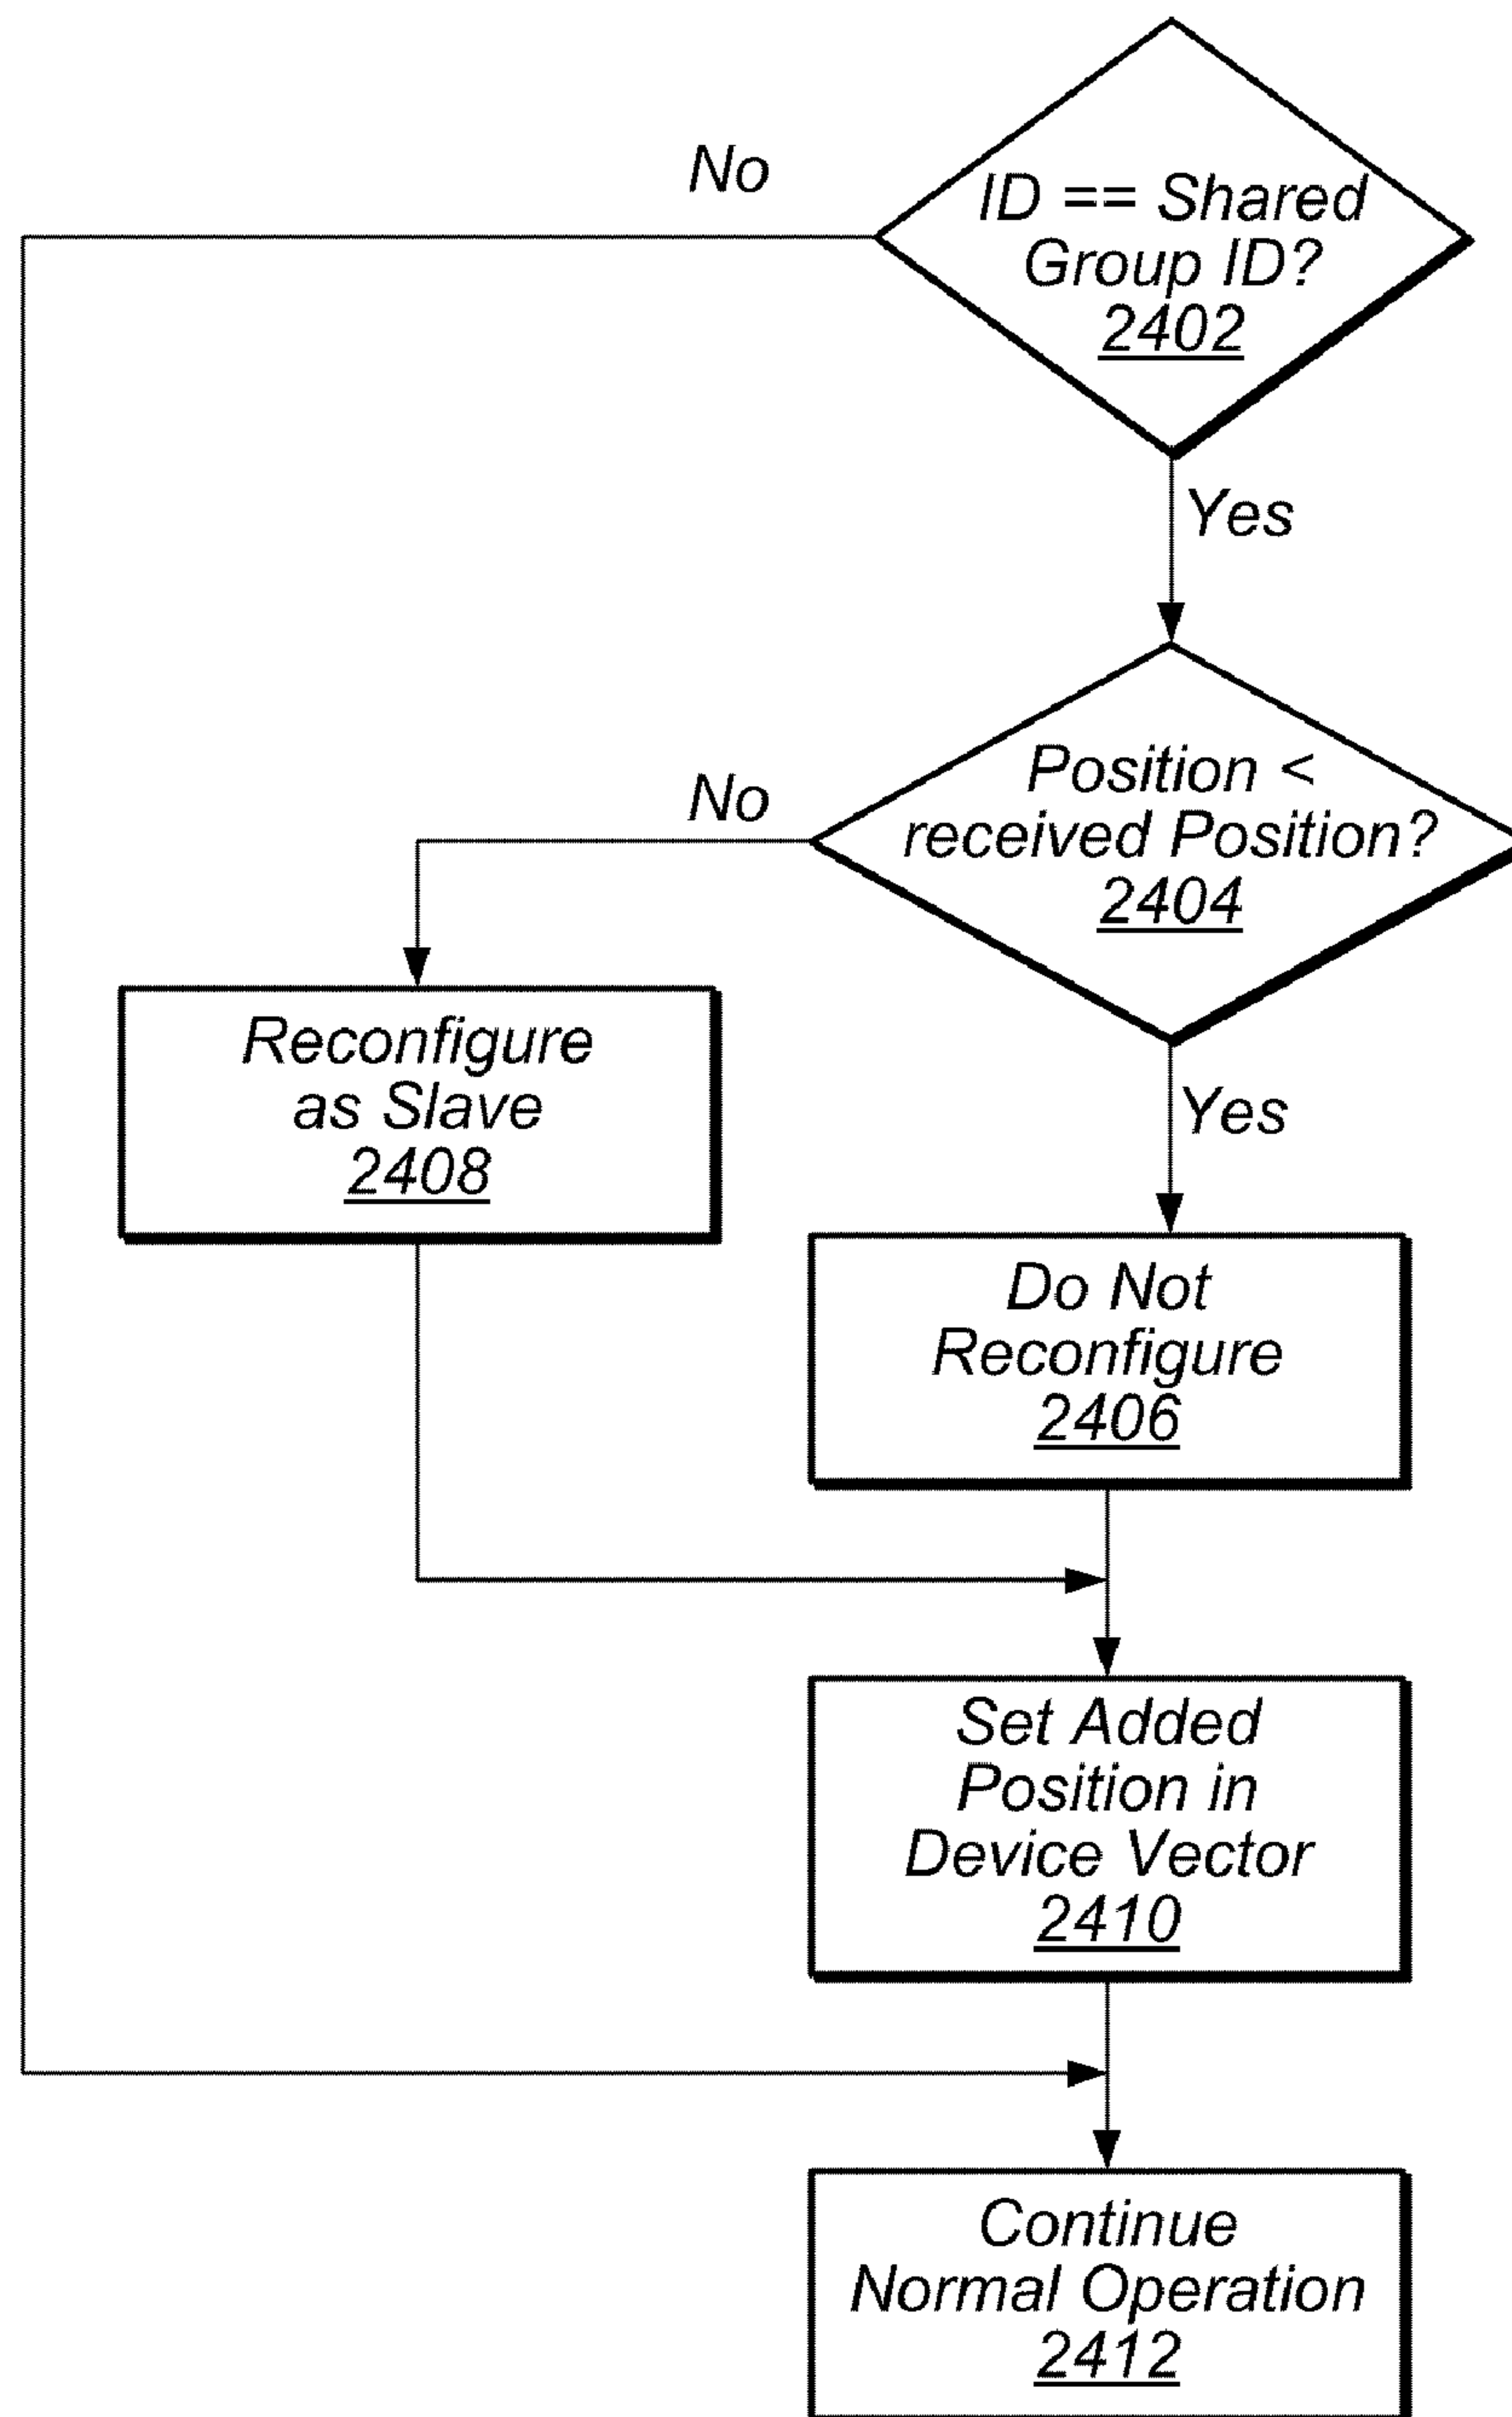 No
ID == Shared
Group ID?
2402
Yes
Position <
received Position?
2404
No
Reconfigure
as Slave
2408
Yes
Do Not
Reconfigure
2406
Set Added
Position in
Device Vector
2410
Continue
Normal Operation
2412